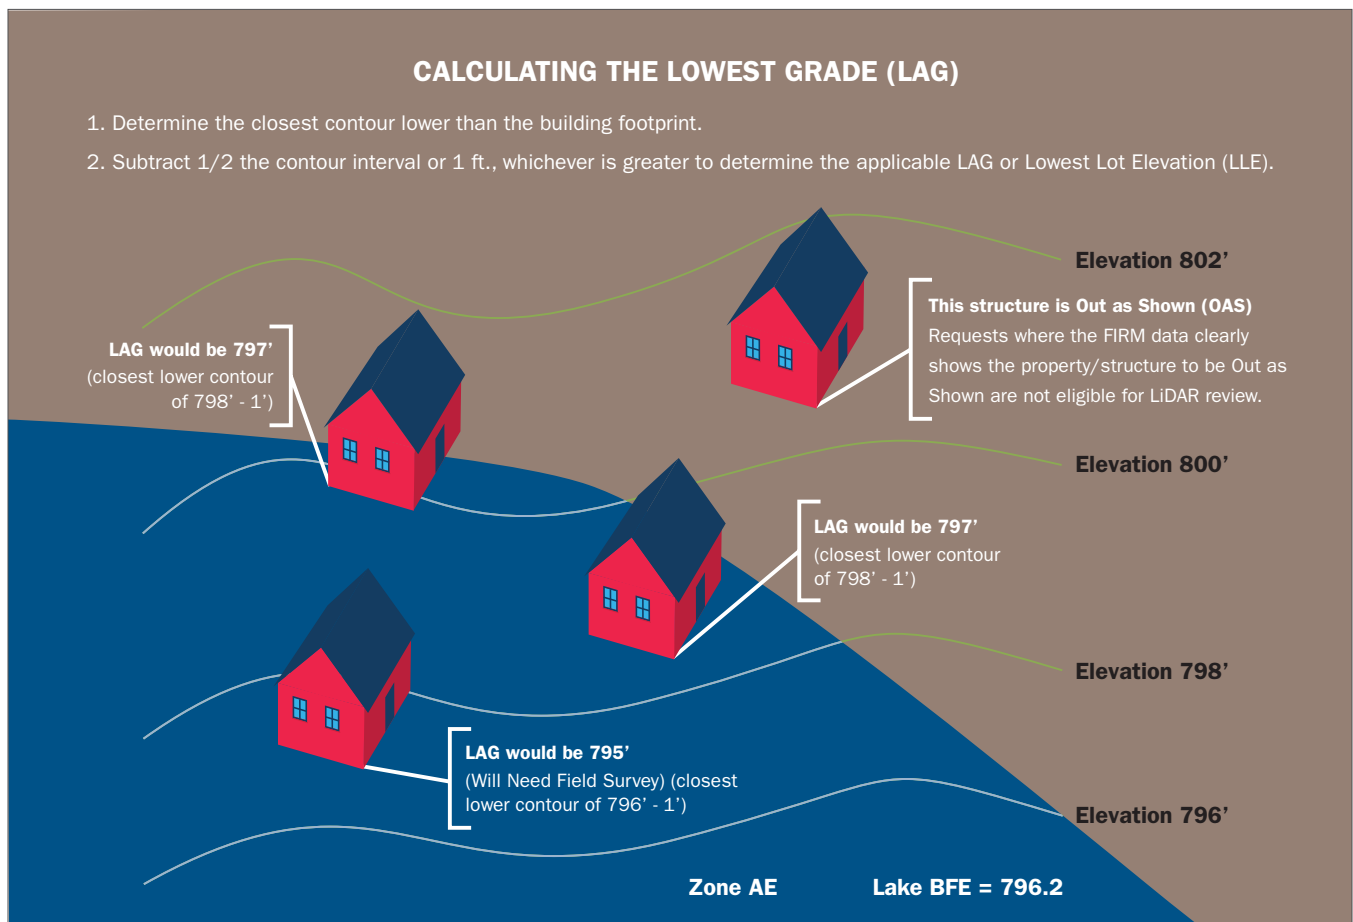 CALCULATING THE LOWEST GRADE (LAG)
1. Determine the closest contour lower than the building footprint.
2. Subtract 1/2 the contour interval or 1 ft., whichever is greater to determine the applicable LAG or Lowest Lot Elevation (LLE).
Elevation 802’
This structure is Out as Shown (OAS)
Requests where the FIRM data clearly
shows the property/structure to be Out as
Shown are not eligible for LiDAR review.
LAG would be 797’
(closest lower contour
of 798’ - 1’)
Elevation 800’
LAG would be 797’
(closest lower contour
of 798’ - 1’)
Elevation 798’
LAG would be 795’
(Will Need Field Survey) (closest
lower contour of 796’ - 1’)
Elevation 796’
Zone AE
Lake BFE = 796.2